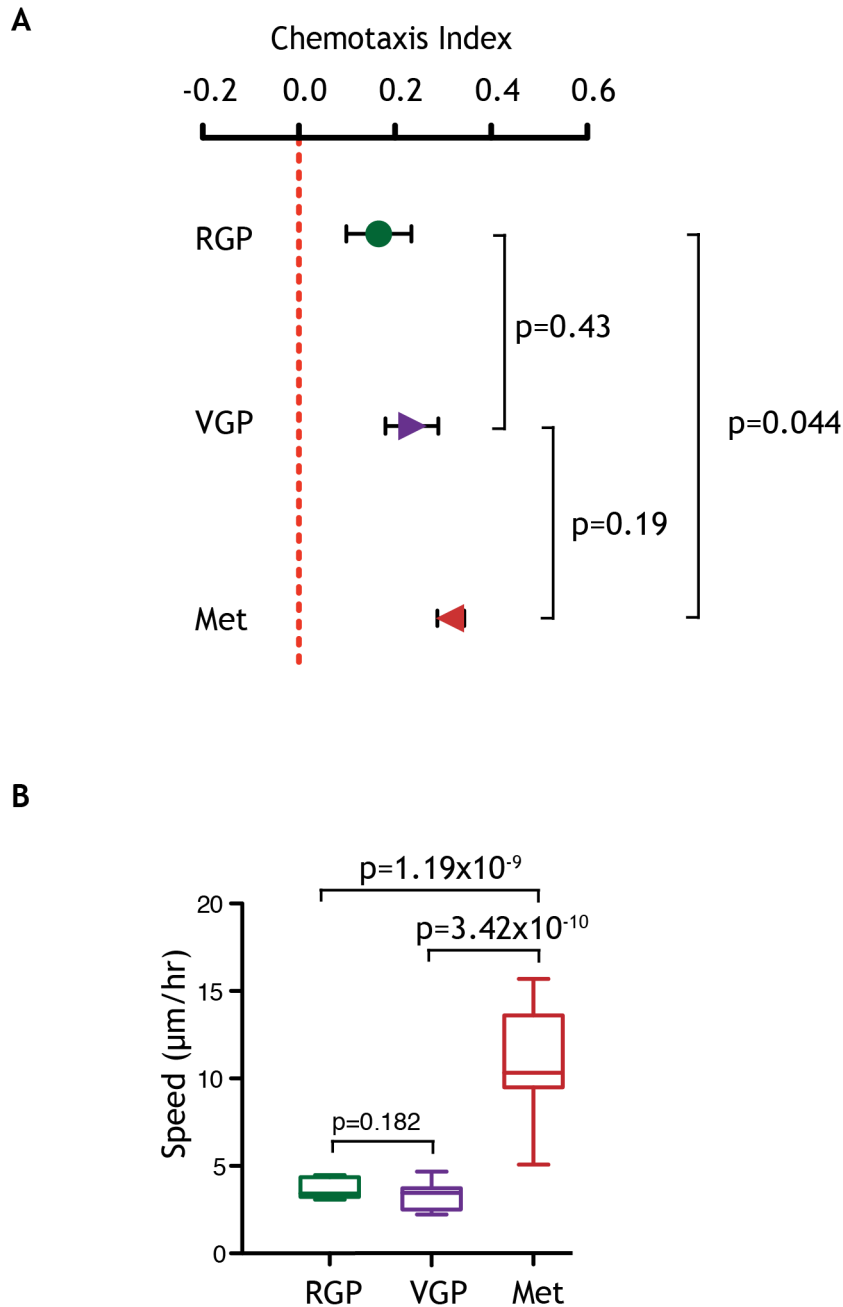 A
Chemotaxis Index
-0.2 0.0 0.2 0.4 0.6
RGP
p=0.43
VGP
p=0.044
p=0.19
Met
B
p=1.19x10⁻⁹
20
p=3.42x10⁻¹⁰
15
Speed (µm/hr)
10
p=0.182
5
0
RGP VGP Met